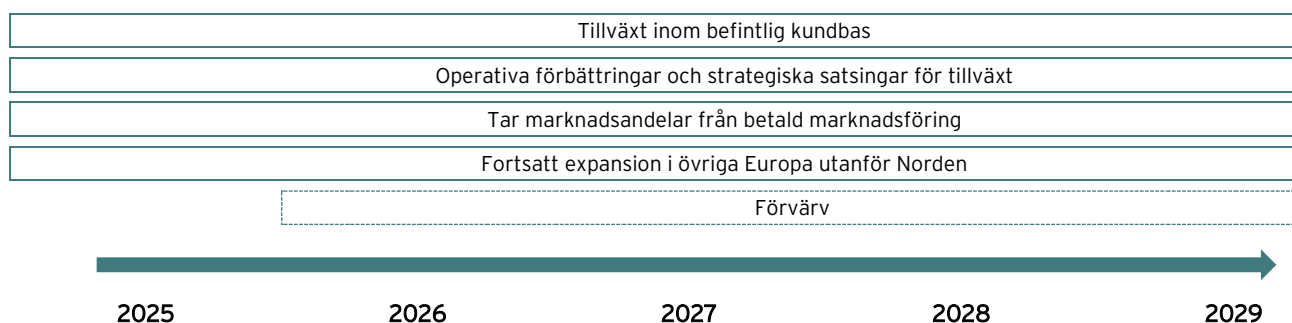 Tillväxt inom befintlig kundbas
Operativa förbättringar och strategiska satsingar för tillväxt
Tar marknadsandelar från betald marknadsföring
Fortsatt expansion i övriga Europa utanför Norden
Förvärv
2025 2026 2027 2028 2029